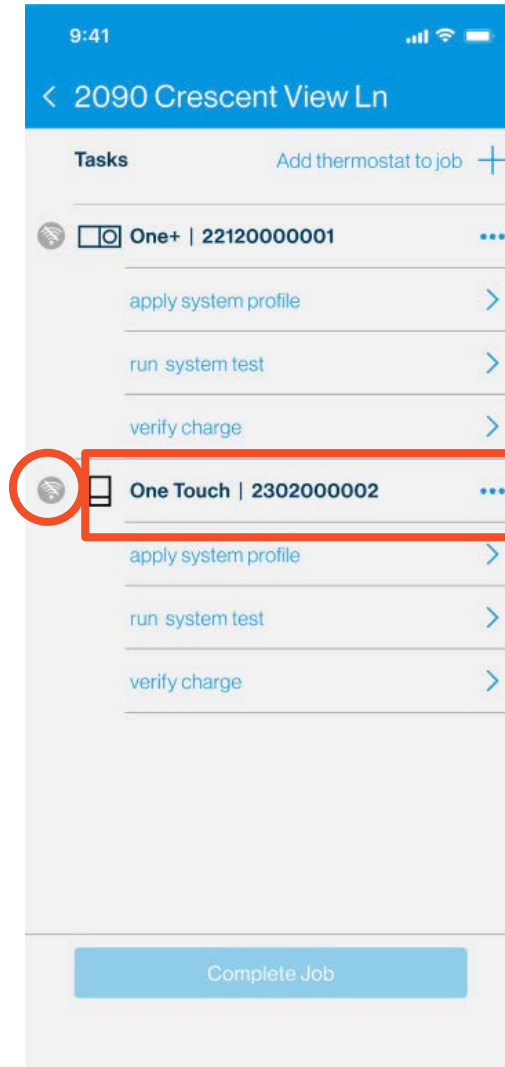 9:41
2090 Crescent View Ln
Tasks Add thermostat to job
One+ | 22120000001
apply system profile
run system test
verify charge
One Touch | 2302000002
apply system profile
run system test
verify charge
Complete Job